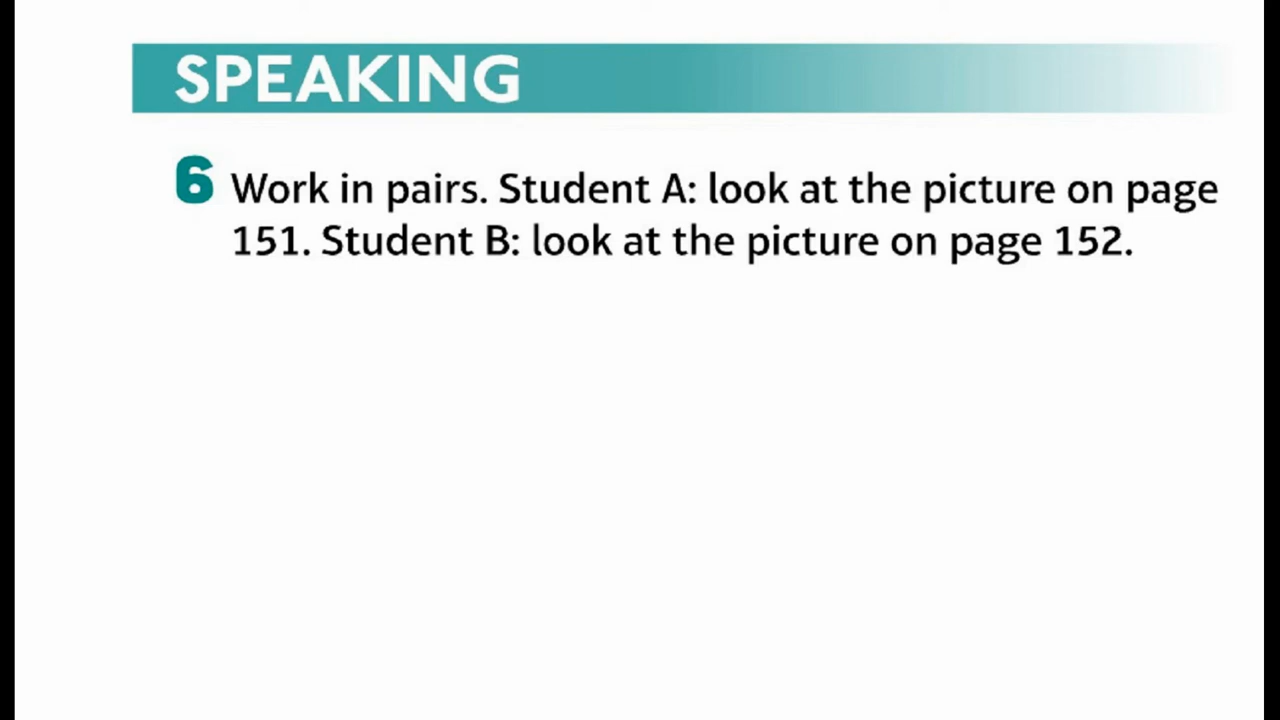 SPEAKING
6 Work in pairs. Student A: look at the picture on page
151. Student B: look at the picture on page 152.